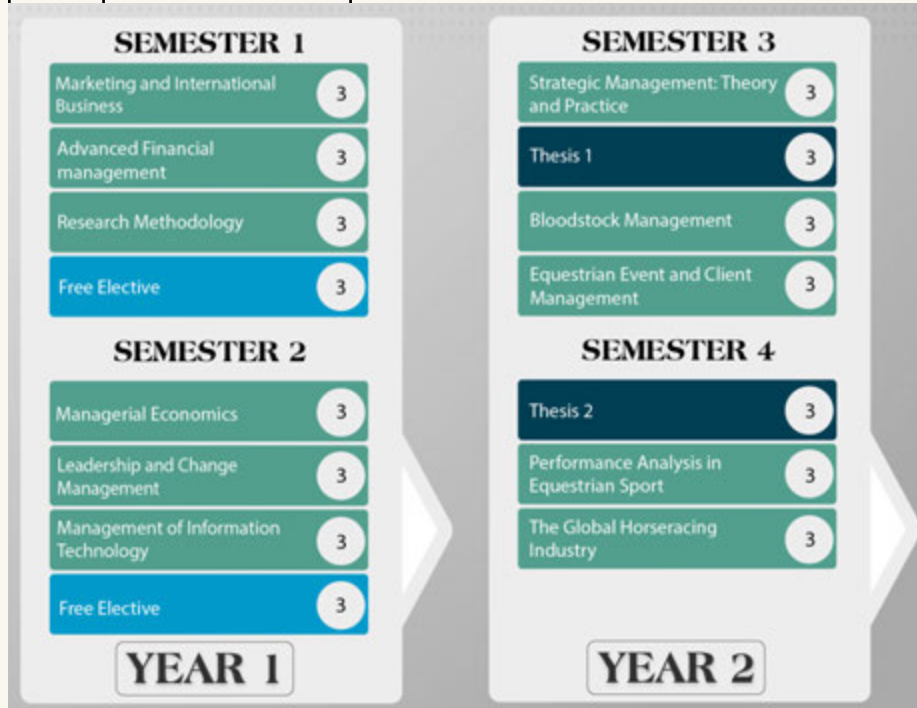 SEMESTER 1
Marketing and International
Business
3
Advanced Financial
management
3
Research Methodology
3
Free Elective
3
SEMESTER 2
Managerial Economics
3
Leadership and Change
Management
3
Management of Information
Technology
3
Free Elective
3
YEAR 1
SEMESTER 3
Strategic Management: Theory
and Practice
3
Thesis 1
3
Bloodstock Management
3
Equestrian Event and Client
Management
3
SEMESTER 4
Thesis 2
3
Performance Analysis in
Equestrian Sport
3
The Global Horseracing
Industry
3
YEAR 2